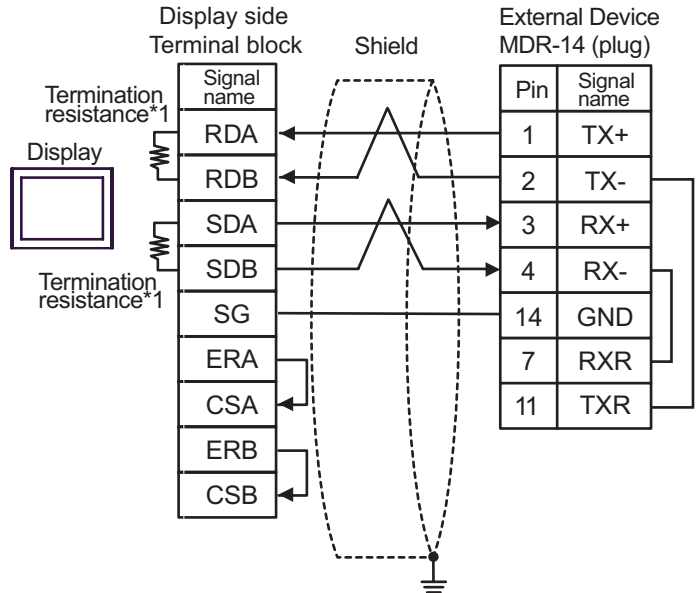 Display side
Terminal block
Shield
External Device
MDR-14 (plug)
Termination
resistance*1
Display
Termination
resistance*1
Signal
name
RDA
RDB
SDA
SDB
SG
ERA
CSA
ERB
CSB
Pin
Signal
name
1 TX+
2 TX-
3 RX+
4 RX-
14 GND
7 RXR
11 TXR